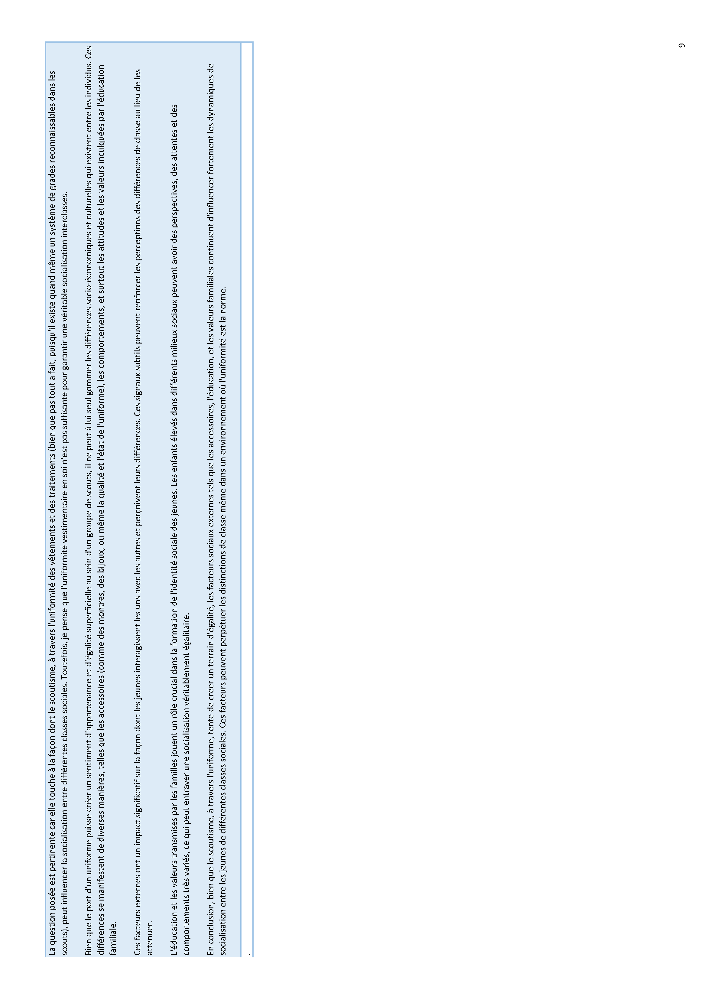 La question posée est pertinente car elle touche à la façon dont le scoutisme, à travers l'uniformité des vêtements et des traitements (bien que pas tout a fait, puisqu'il existe quand même un système de grades reconnaissables dans les
scouts), peut influencer la socialisation entre différentes classes sociales. Toutefois, je pense que l'uniformité vestimentaire en soi n'est pas suffisante pour garantir une véritable socialisation interclasses.
Bien que le port d'un uniforme puisse créer un sentiment d'appartenance et d'égalité superficielle au sein d'un groupe de scouts, il ne peut à lui seul gommer les différences socio-économiques et culturelles qui existent entre les individus. Ces
différences se manifestent de diverses manières, telles que les accessoires (comme des montres, des bijoux, ou même la qualité et l'état de l'uniforme), les comportements, et surtout les attitudes et les valeurs inculquées par l'éducation
familiale.
Ces facteurs externes ont un impact significatif sur la façon dont les jeunes interagissent les uns avec les autres et perçoivent leurs différences. Ces signaux subtils peuvent renforcer les perceptions des différences de classe au lieu de les
atténuer.
L'éducation et les valeurs transmises par les familles jouent un rôle crucial dans la formation de l'identité sociale des jeunes. Les enfants élevés dans différents milieux sociaux peuvent avoir des perspectives, des attentes et des
comportements très variés, ce qui peut entraver une socialisation véritablement égalitaire.
En conclusion, bien que le scoutisme, à travers l'uniforme, tente de créer un terrain d'égalité, les facteurs sociaux externes tels que les accessoires, l'éducation, et les valeurs familiales continuent d'influencer fortement les dynamiques de
socialisation entre les jeunes de différentes classes sociales. Ces facteurs peuvent perpétuer les distinctions de classe même dans un environnement où l'uniformité est la norme.
.
9